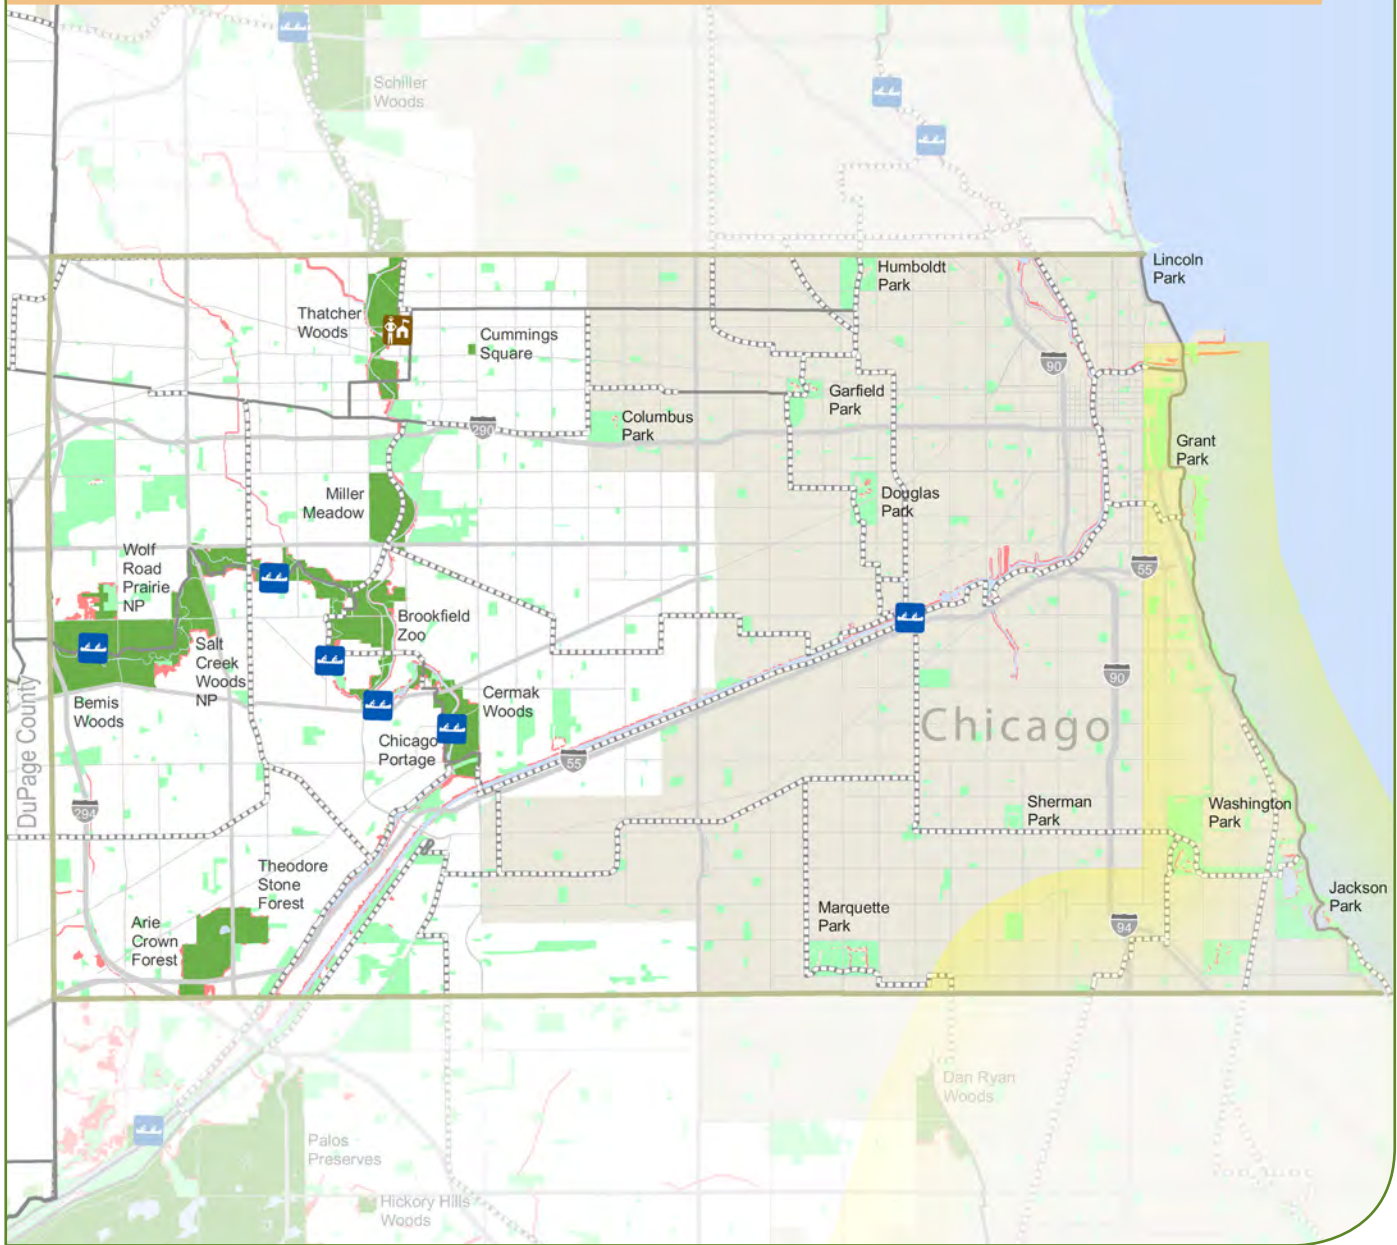 Schiller
Woods
Lincoln
Park
Humboldt
Park
Thatcher
Woods
Cummings
Square
90
Garfield
Park
Columbus
Park
290
Grant
Park
Miller
Meadow
Douglas
Park
Wolf
Road
Prairie
NP
55
Brookfield
Zoo
Salt
Creek
Woods
NP
90
DuPage County
Bemis
Woods
Cermak
Woods
Chicago
Chicago
Portage
55
294
Sherman
Park
Washington
Park
Theodore
Stone
Forest
Jackson
Park
Marquette
Park
Arie
Crown
Forest
94
Dan Ryan
Woods
Palos
Preserves
Hickory Hills
Woods